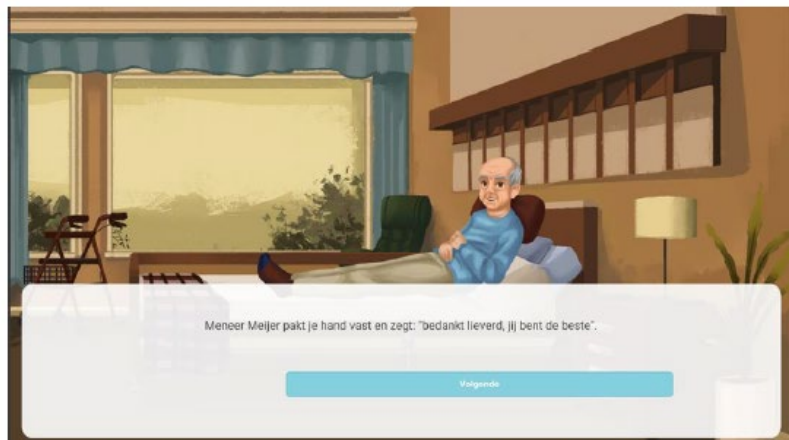 Meneer Meijer pakt je hand vast en zegt: "bedankt lieverd, jij bent de beste".
Volgende